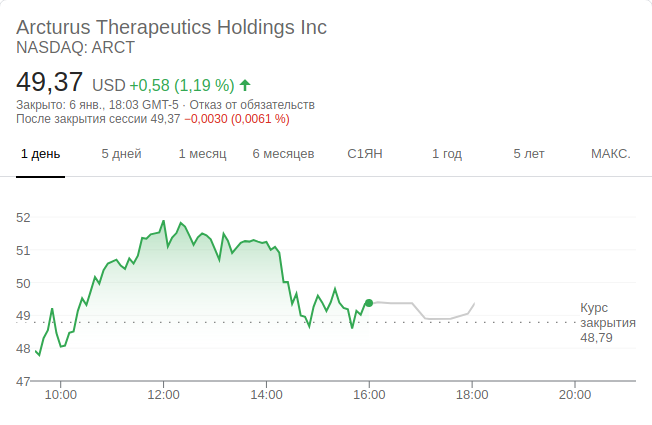 Arcturus Therapeutics Holdings Inc
NASDAQ: ARCT
49,37 USD +0,58 (1,19 %)
Закрыто: 6 янв., 18:03 GMT-5 · Отказ от обязательств
После закрытия сессии 49,37 −0,0030 (0,0061 %)
1 день 5 дней 1 месяц 6 месяцев С1ЯН 1 год 5 лет МАКС.
52
51
50
49
48
47
Курс
закрытия
48,79
10:00 12:00 14:00 16:00 18:00 20:00